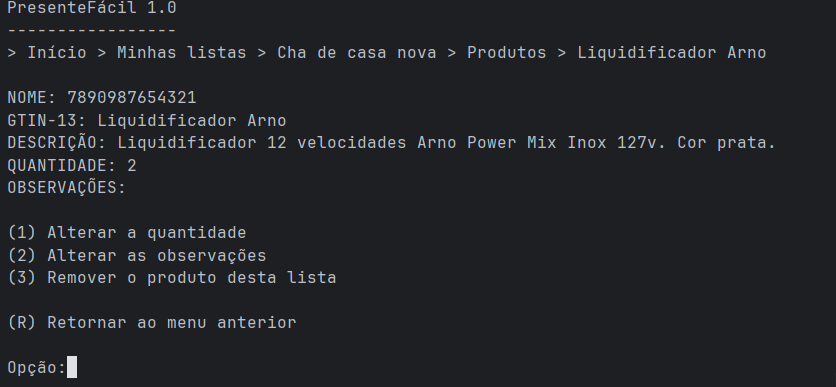 PresenteFácil 1.0
-----------------
> Início > Minhas listas > Cha de casa nova > Produtos > Liquidificador Arno
NOME: 7890987654321
GTIN-13: Liquidificador Arno
DESCRIÇÃO: Liquidificador 12 velocidades Arno Power Mix Inox 127v. Cor prata.
QUANTIDADE: 2
OBSERVAÇÕES:
(1) Alterar a quantidade
(2) Alterar as observações
(3) Remover o produto desta lista
(R) Retornar ao menu anterior
Opção: